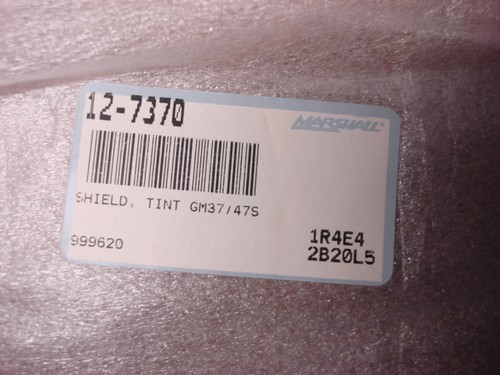 12-7370
MARSHALL
SHIELD, TINT GM37/47S
999620
1R4E4
2B20L5